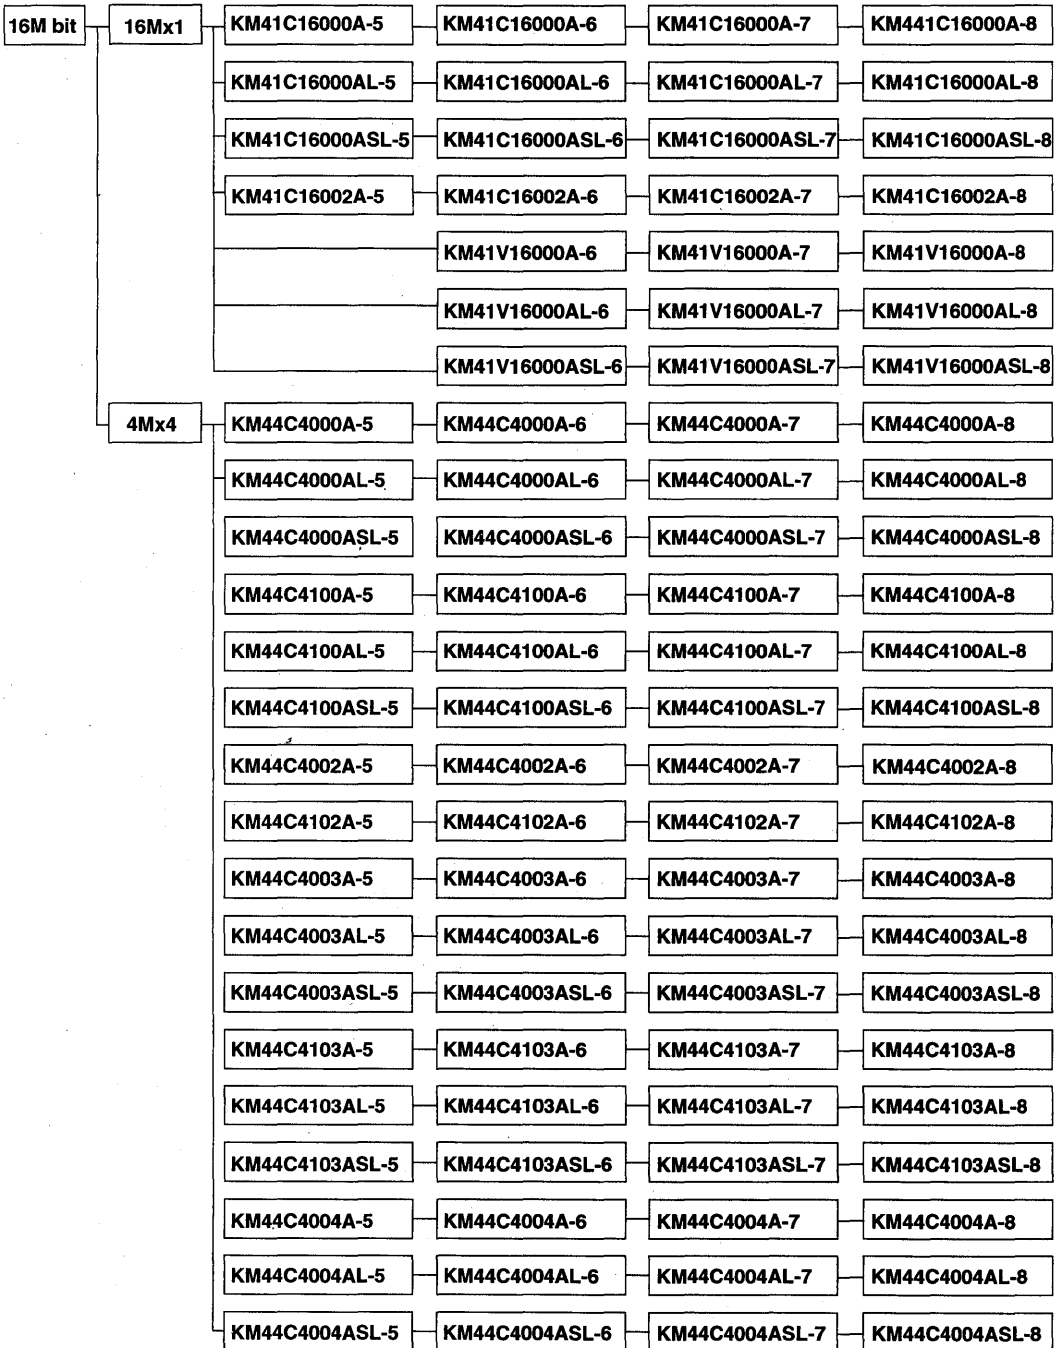 16M bit 16Mx1 KM41C16000A-5 KM41C16000A-6 KM41C16000A-7 KM441C16000A-8
KM41C16000AL-5 KM41C16000AL-6 KM41C16000AL-7 KM41C16000AL-8
KM41C16000ASL-5 KM41C16000ASL-6 KM41C16000ASL-7 KM41C16000ASL-8
KM41C16002A-5 KM41C16002A-6 KM41C16002A-7 KM41C16002A-8
KM41V16000A-6 KM41V16000A-7 KM41V16000A-8
KM41V16000AL-6 KM41V16000AL-7 KM41V16000AL-8
KM41V16000ASL-6 KM41V16000ASL-7 KM41V16000ASL-8
4Mx4 KM44C4000A-5 KM44C4000A-6 KM44C4000A-7 KM44C4000A-8
KM44C4000AL-5 KM44C4000AL-6 KM44C4000AL-7 KM44C4000AL-8
KM44C4000ASL-5 KM44C4000ASL-6 KM44C4000ASL-7 KM44C4000ASL-8
KM44C4100A-5 KM44C4100A-6 KM44C4100A-7 KM44C4100A-8
KM44C4100AL-5 KM44C4100AL-6 KM44C4100AL-7 KM44C4100AL-8
KM44C4100ASL-5 KM44C4100ASL-6 KM44C4100ASL-7 KM44C4100ASL-8
KM44C4002A-5 KM44C4002A-6 KM44C4002A-7 KM44C4002A-8
KM44C4102A-5 KM44C4102A-6 KM44C4102A-7 KM44C4102A-8
KM44C4003A-5 KM44C4003A-6 KM44C4003A-7 KM44C4003A-8
KM44C4003AL-5 KM44C4003AL-6 KM44C4003AL-7 KM44C4003AL-8
KM44C4003ASL-5 KM44C4003ASL-6 KM44C4003ASL-7 KM44C4003ASL-8
KM44C4103A-5 KM44C4103A-6 KM44C4103A-7 KM44C4103A-8
KM44C4103AL-5 KM44C4103AL-6 KM44C4103AL-7 KM44C4103AL-8
KM44C4103ASL-5 KM44C4103ASL-6 KM44C4103ASL-7 KM44C4103ASL-8
KM44C4004A-5 KM44C4004A-6 KM44C4004A-7 KM44C4004A-8
KM44C4004AL-5 KM44C4004AL-6 KM44C4004AL-7 KM44C4004AL-8
KM44C4004ASL-5 KM44C4004ASL-6 KM44C4004ASL-7 KM44C4004ASL-8